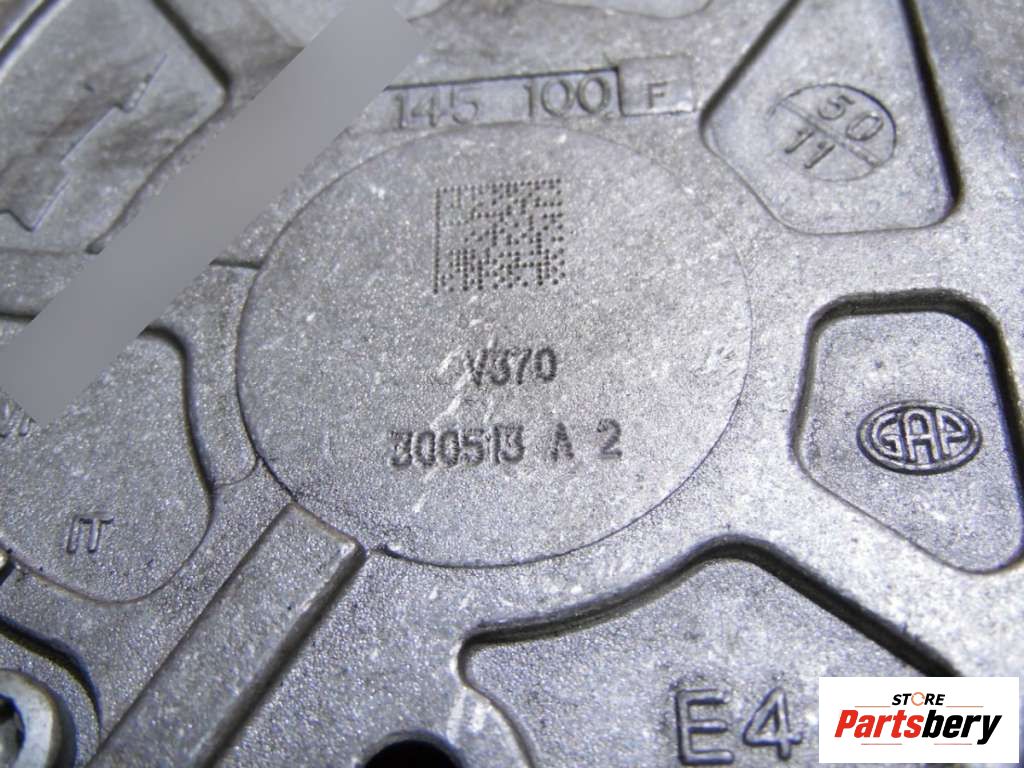 145 100 F
50
11
V370
300513 A 2
GAP
IT
E4
STORE
Partsbery